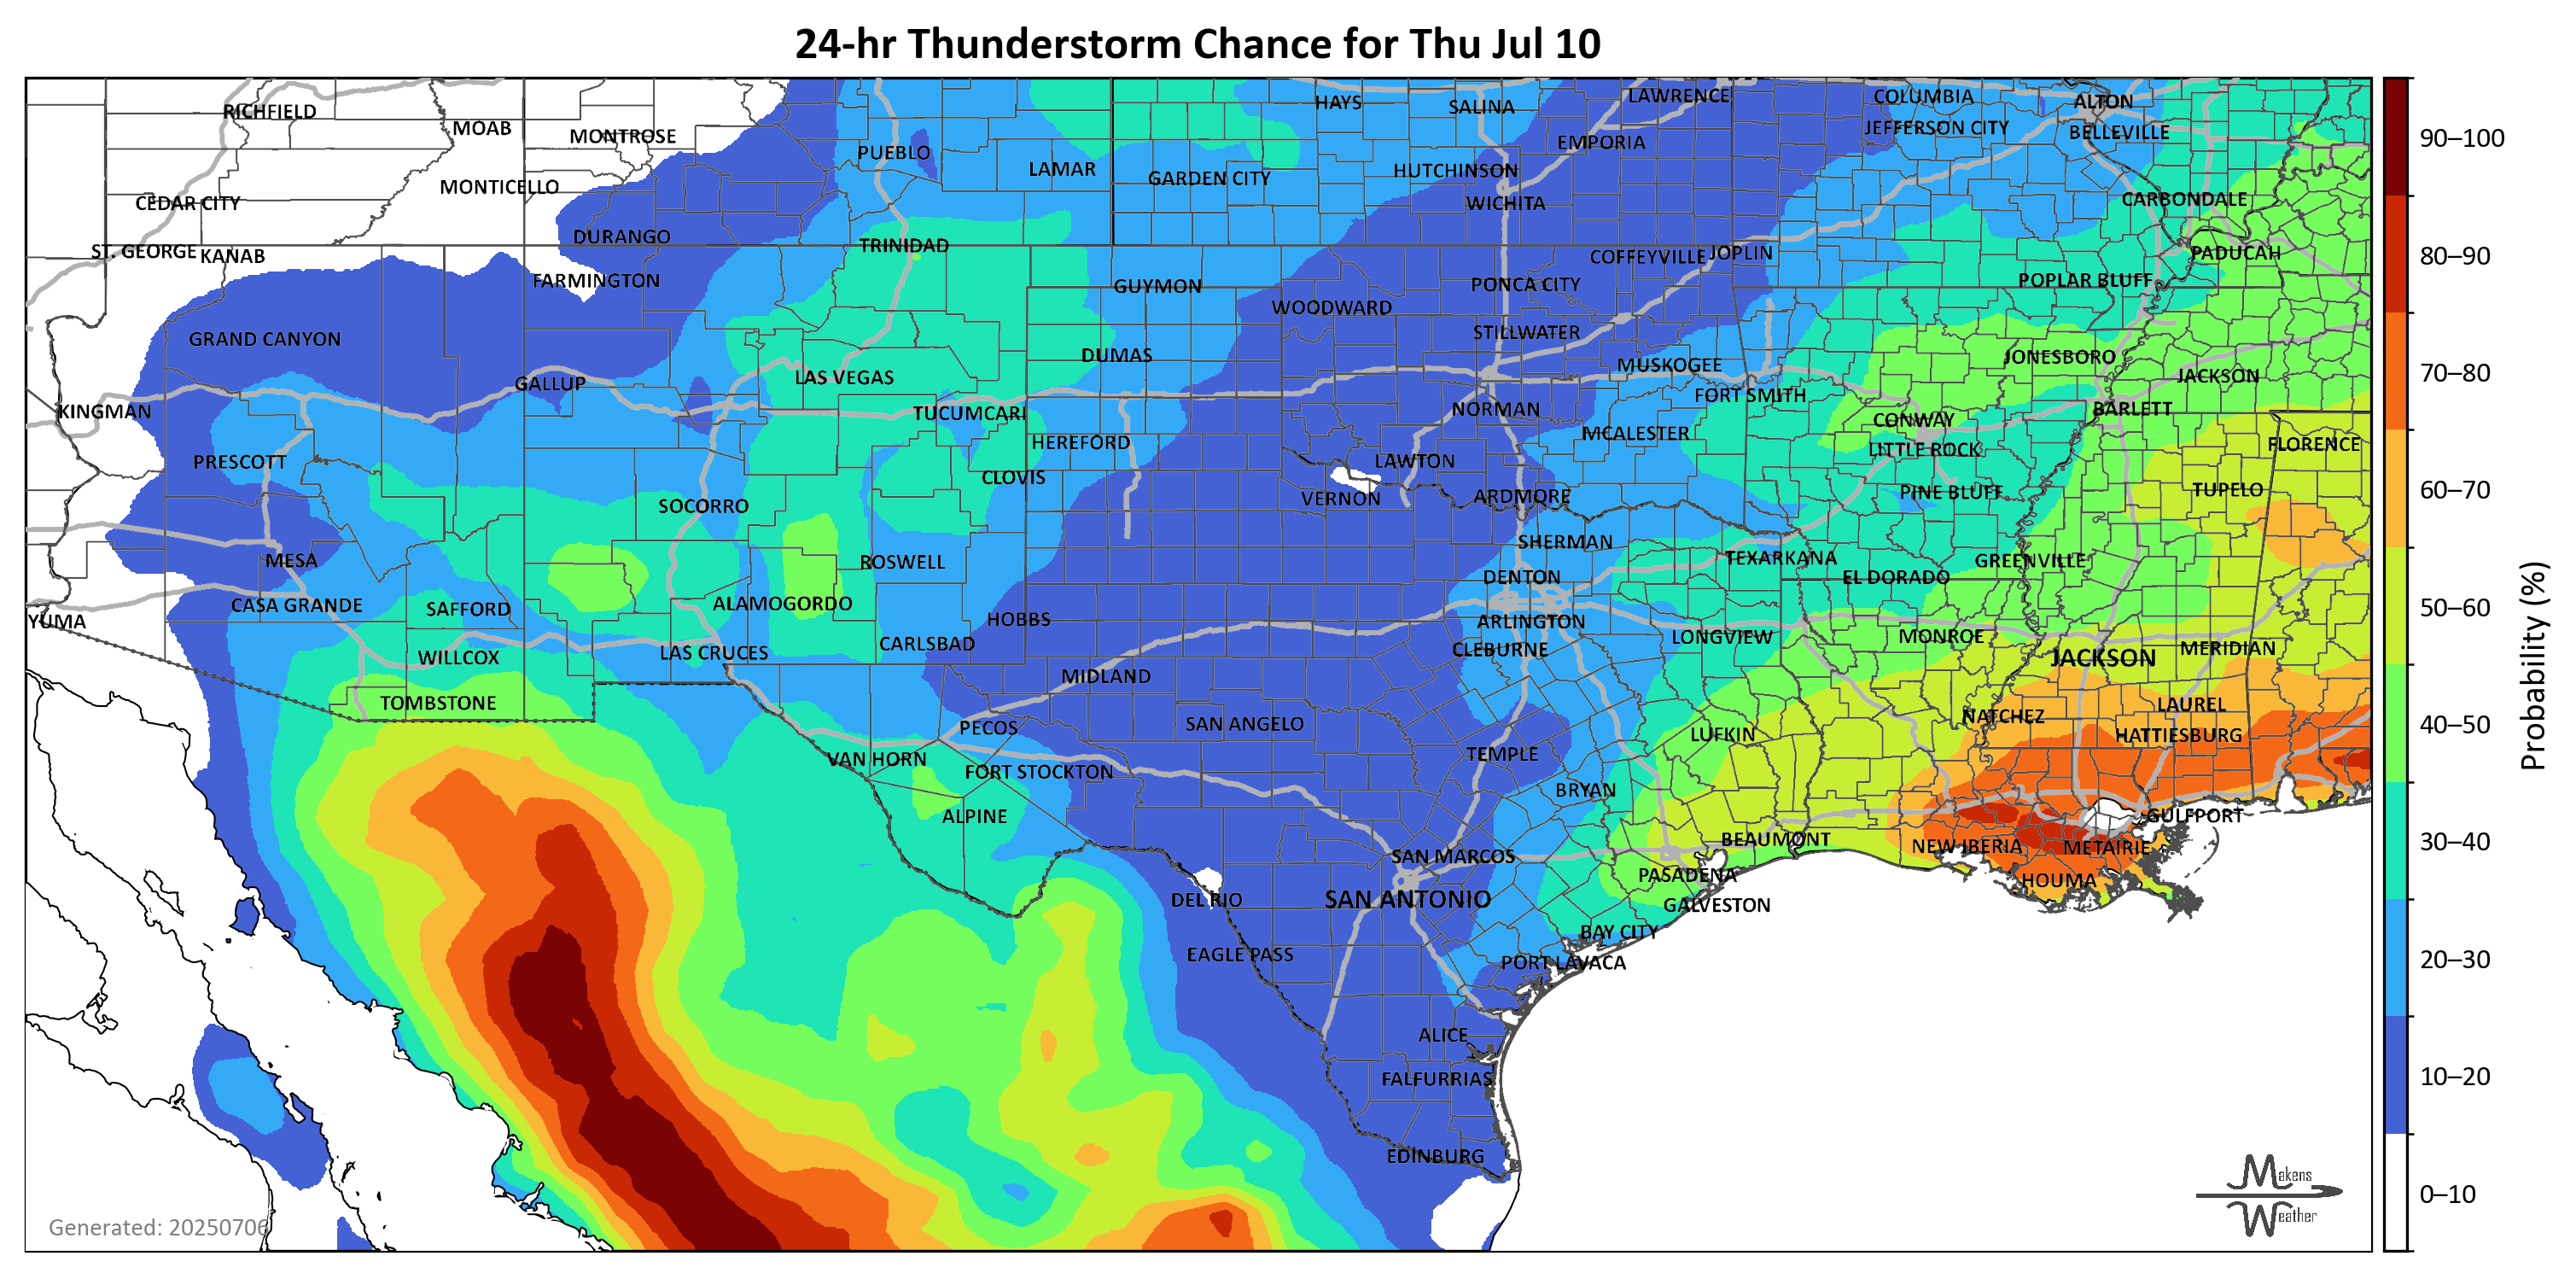 24-hr Thunderstorm Chance for Thu Jul 10
RICHFIELD
MOAB
MONTROSE
PUEBLO
LAMAR
HAYS
SALINA
LAWRENCE
COLUMBIA
ALTON
EMPORIA
JEFFERSON CITY
BELLEVILLE
MONTICELLO
GARDEN CITY
HUTCHINSON
CEDAR CITY
WICHITA
CARBONDALE
DURANGO
TRINIDAD
ST. GEORGE
KANAB
COFFEYVILLE
JOPLIN
PADUCAH
FARMINGTON
GUYMON
PONCA CITY
POPLAR BLUFF
WOODWARD
GRAND CANYON
STILLWATER
DUMAS
MUSKOGEE
JONESBORO
GALLUP
LAS VEGAS
JACKSON
FORT SMITH
KINGMAN
TUCUMCARI
NORMAN
BARLETT
CONWAY
HEREFORD
MCALESTER
LITTLE ROCK
FLORENCE
PRESCOTT
CLOVIS
LAWTON
SOCORRO
VERNON
ARDMORE
PINE BLUFF
TUPELO
MESA
ROSWELL
SHERMAN
TEXARKANA
GREENVILLE
DENTON
EL DORADO
CASA GRANDE
SAFFORD
ALAMOGORDO
YUMA
HOBBS
ARLINGTON
CARLSBAD
CLEBURNE
LONGVIEW
MONROE
WILLCOX
LAS CRUCES
JACKSON
MERIDIAN
MIDLAND
TOMBSTONE
PECOS
SAN ANGELO
NATCHEZ
LAUREL
LUFKIN
HATTIESBURG
VAN HORN
FORT STOCKTON
TEMPLE
BRYAN
ALPINE
GULFPORT
BEAUMONT
NEW IBERIA
METAIRIE
SAN MARCOS
PASADENA
HOUMA
DEL RIO
SAN ANTONIO
GALVESTON
BAY CITY
EAGLE PASS
PORT LAVACA
ALICE
FALFURRIAS
EDINBURG
Generated: 20250706
Makens
Weather
90–100
80–90
70–80
60–70
50–60
40–50
30–40
20–30
10–20
0–10
Probability (%)